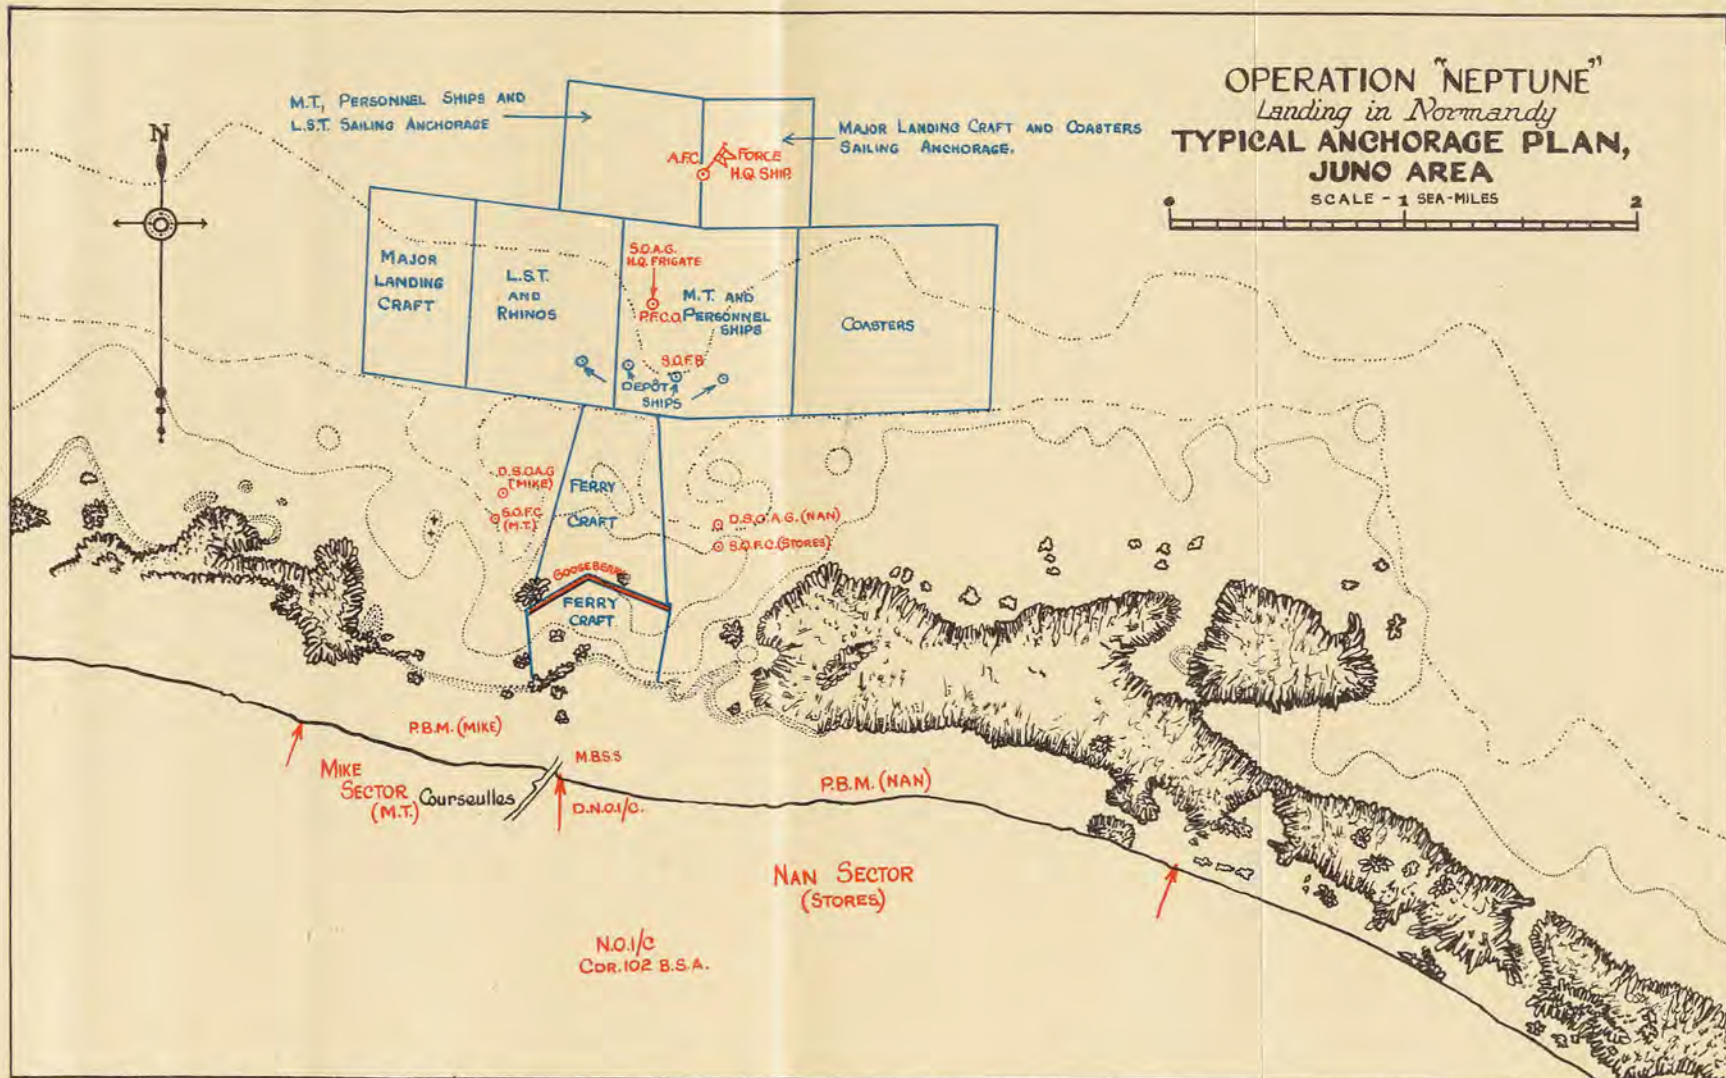 OPERATION "NEPTUNE"
Landing in Normandy
TYPICAL ANCHORAGE PLAN,
JUNO AREA
SCALE - 1 SEA-MILES
0
2
M.T., PERSONNEL SHIPS AND
L.S.T. SAILING ANCHORAGE
MAJOR LANDING CRAFT AND COASTERS
SAILING ANCHORAGE.
N
A.F.C.
FORCE
H.Q. SHIP.
MAJOR
LANDING
CRAFT
L.S.T.
AND
RHINOS
S.O.A.G.
H.Q. FRIGATE
P.F.C.O.
M.T. AND
PERSONNEL
SHIPS
COASTERS
S.O.F.B
DEPÔT
SHIPS
D.S.O.A.G
(MIKE)
S.O.F.C
(M.T.)
FERRY
CRAFT
D.S.O.A.G. (NAN)
S.O.F.C. (STORES)
GOOSEBERRY
FERRY
CRAFT
P.B.M. (MIKE)
M.B.S.S
MIKE
SECTOR
(M.T.)
Courseulles
D.N.O.I/C.
P.B.M. (NAN)
NAN SECTOR
(STORES)
N.O.I/C
CDR. 102 B.S.A.